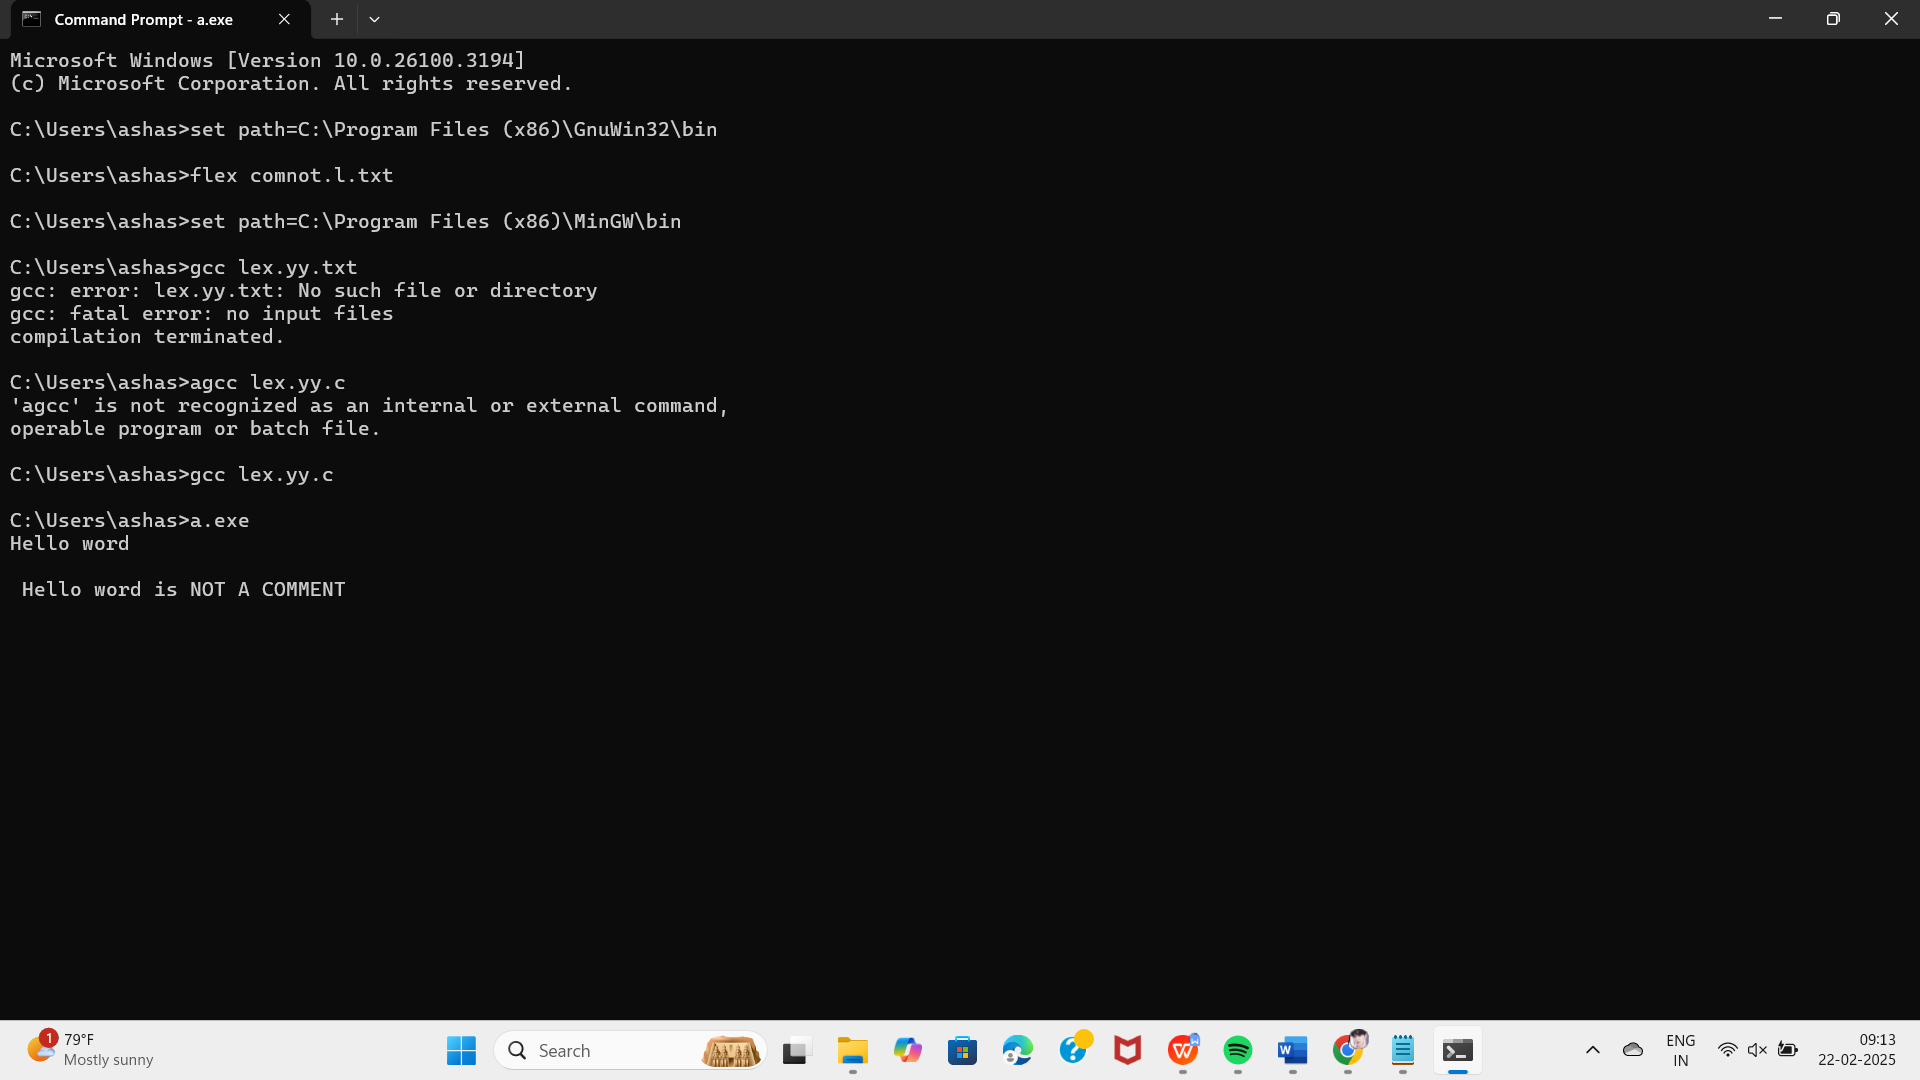 Command Prompt - a.exe
Microsoft Windows [Version 10.0.26100.3194]
(c) Microsoft Corporation. All rights reserved.
C:\Users\ashas>set path=C:\Program Files (x86)\GnuWin32\bin
C:\Users\ashas>flex comnot.l.txt
C:\Users\ashas>set path=C:\Program Files (x86)\MinGW\bin
C:\Users\ashas>gcc lex.yy.txt
gcc: error: lex.yy.txt: No such file or directory
gcc: fatal error: no input files
compilation terminated.
C:\Users\ashas>agcc lex.yy.c
'agcc' is not recognized as an internal or external command,
operable program or batch file.
C:\Users\ashas>gcc lex.yy.c
C:\Users\ashas>a.exe
Hello word
Hello word is NOT A COMMENT
1
79°F
Mostly sunny
Search
ENG
IN
09:13
22-02-2025